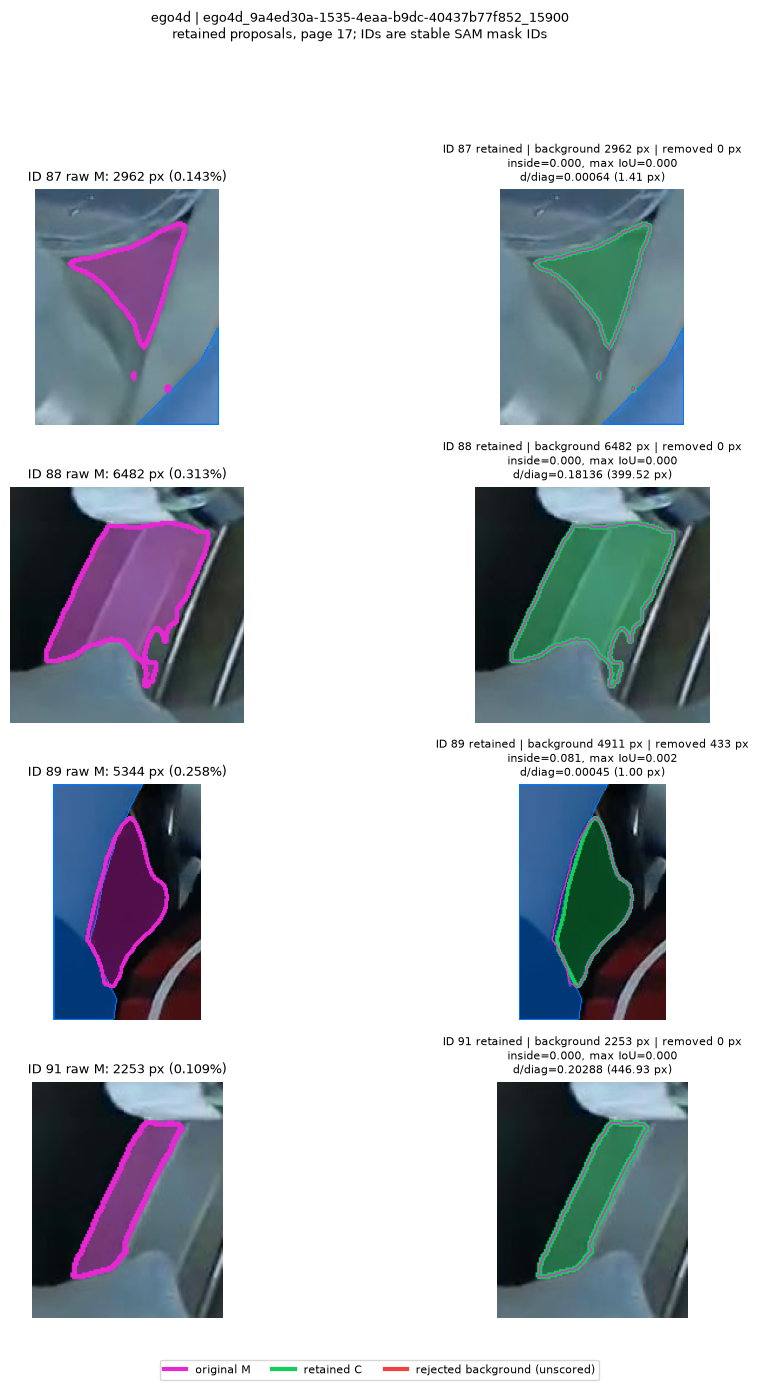 ego4d | ego4d_9a4ed30a-1535-4eaa-b9dc-40437b77f852_15900
retained proposals, page 17; IDs are stable SAM mask IDs
ID 87 raw M: 2962 px (0.143%)
ID 87 retained | background 2962 px | removed 0 px
inside=0.000, max IoU=0.000
d/diag=0.00064 (1.41 px)
ID 88 raw M: 6482 px (0.313%)
ID 88 retained | background 6482 px | removed 0 px
inside=0.000, max IoU=0.000
d/diag=0.18136 (399.52 px)
ID 89 raw M: 5344 px (0.258%)
ID 89 retained | background 4911 px | removed 433 px
inside=0.081, max IoU=0.002
d/diag=0.00045 (1.00 px)
ID 91 raw M: 2253 px (0.109%)
ID 91 retained | background 2253 px | removed 0 px
inside=0.000, max IoU=0.000
d/diag=0.20288 (446.93 px)
original M
retained C
rejected background (unscored)